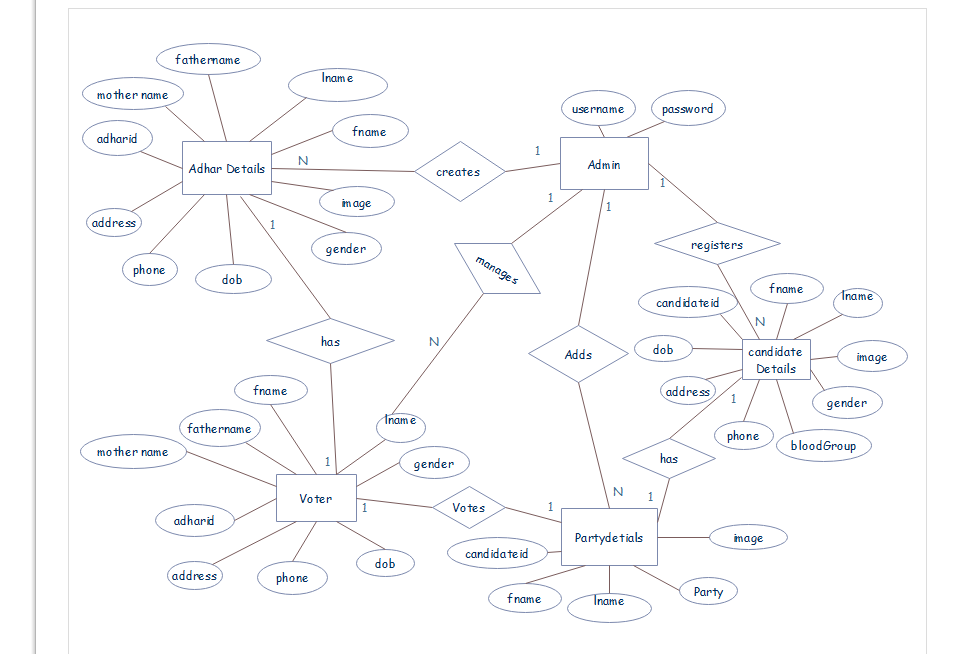 fathername
lname
mother name
fname
adharid
Adhar Details
N
creates
1
username
password
Admin
image
address
1
gender
phone
dob
1
1
1
registers
manages
has
N
Adds
candidateid
fname
lname
N
dob
candidate
Details
image
address
1
gender
phone
bloodGroup
has
fname
fathername
lname
mother name
gender
1
Voter
1
Votes
1
N
1
adharid
address
phone
dob
Partydetials
candidateid
image
fname
lname
Party